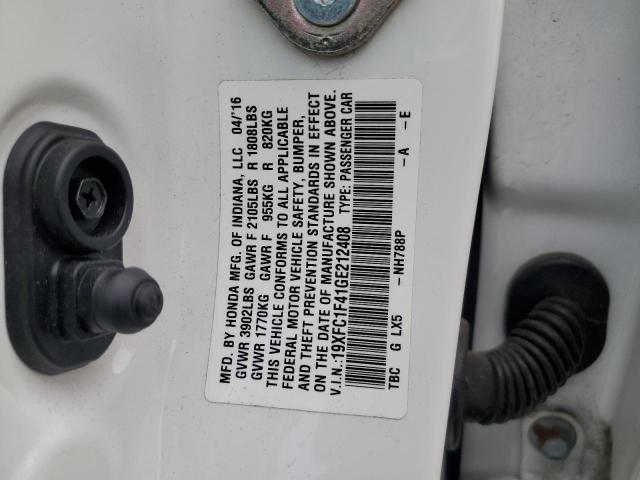 MFD. BY HONDA MFG. OF INDIANA, LLC 04/'16
GVWR 3902LBS GAWR F 2105LBS R 1808LBS
GVWR 1770KG GAWR F 955KG R 820KG
THIS VEHICLE CONFORMS TO ALL APPLICABLE
FEDERAL MOTOR VEHICLE SAFETY, BUMPER,
AND THEFT PREVENTION STANDARDS IN EFFECT
ON THE DATE OF MANUFACTURE SHOWN ABOVE.
V.I.N.:19XFC1F41GE212408 TYPE: PASSENGER CAR
TBC G LX5 -NH788P -A -E